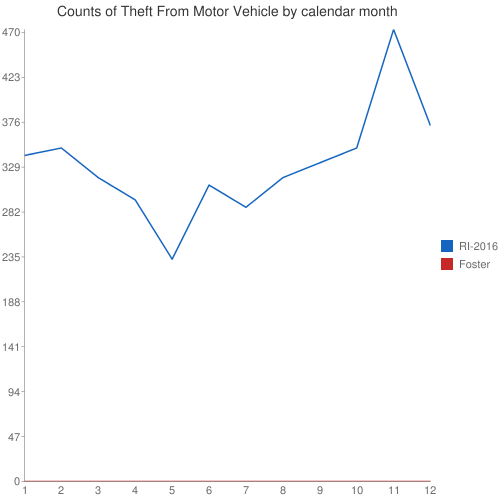 Counts of Theft From Motor Vehicle by calendar month
470
423
376
329
282
235
188
141
94
47
0
1 2 3 4 5 6 7 8 9 10 11 12
RI-2016
Foster